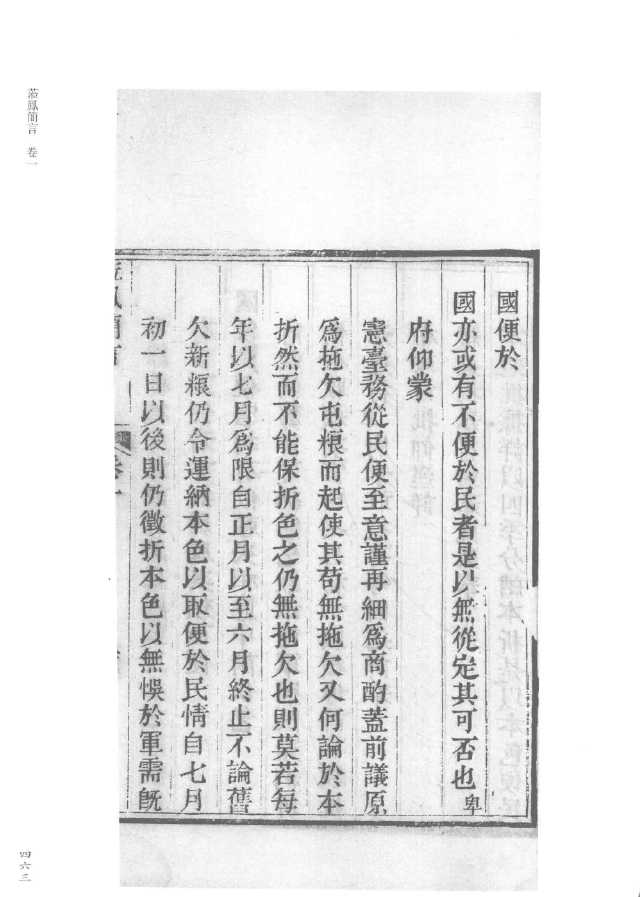 國便於
國亦或有不便於民者是以無從定其可否也卑
府仰蒙
憲臺務從民便至意謹再細爲商酌蓋前議原
爲拖欠屯粮而起使其苟無拖欠又何論於本
折然而不能保折色之仍無拖欠也則莫若每
年以七月爲限自正月以至六月終止不論舊
欠新粮仍令運納本色以取便於民情自七月
初一日以後則仍徵折本色以無悞於軍需旣
卷一
鳳簡言 卷一
四六三